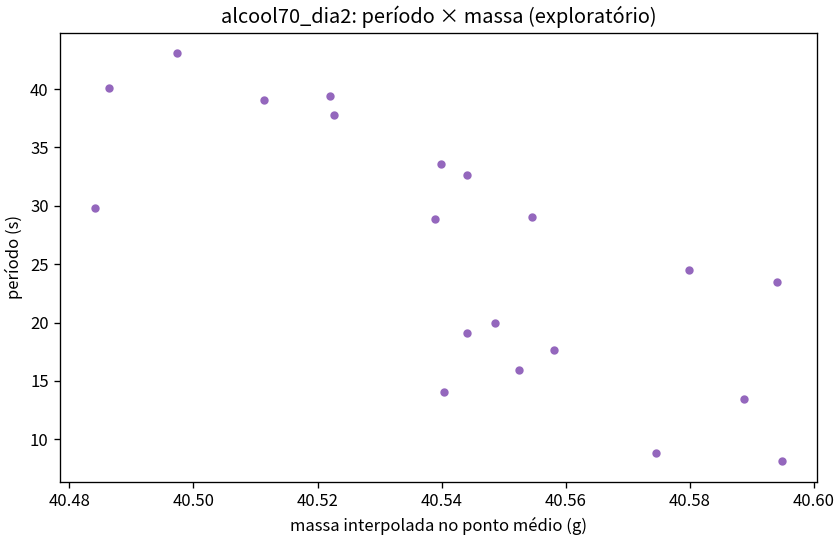 alcool70_dia2: período × massa (exploratório)
40
35
30
25
20
15
10
período (s)
40.48 40.50 40.52 40.54 40.56 40.58 40.60
massa interpolada no ponto médio (g)